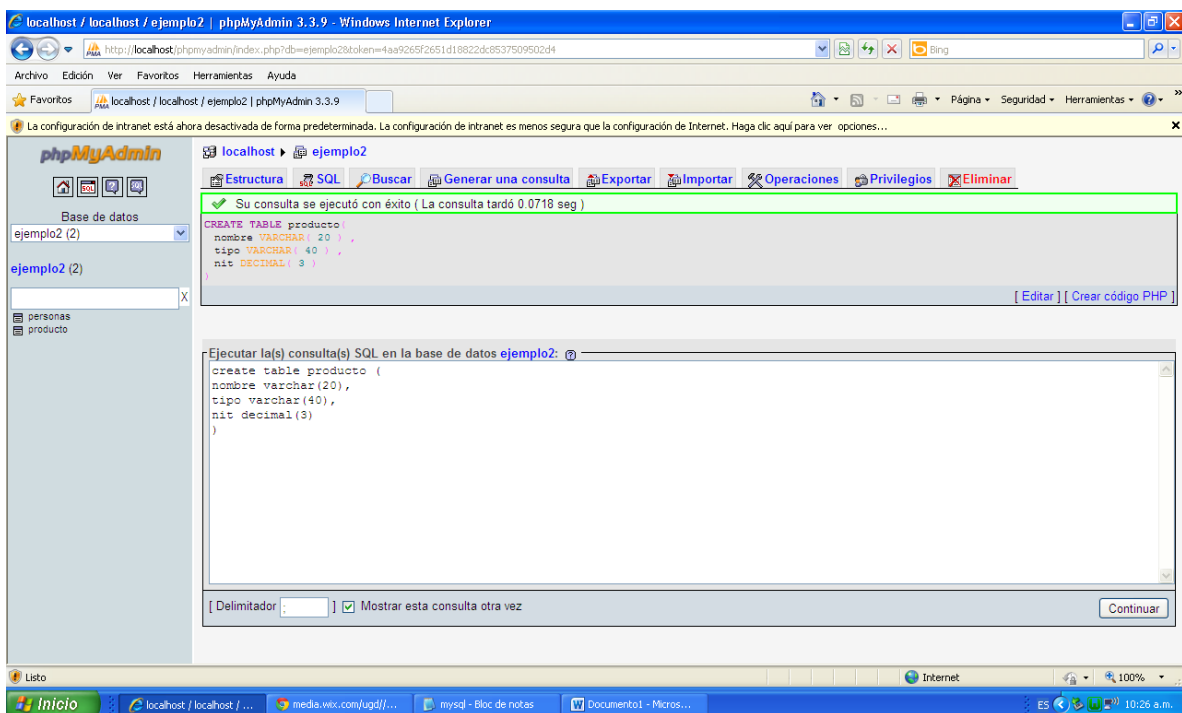 localhost / localhost / ejemplo2 | phpMyAdmin 3.3.9 - Windows Internet Explorer
http://localhost/phpmyadmin/index.php?db=ejemplo2&token=4aa9265f2651d18822dc8537509502d4
Bing
Archivo Edición Ver Favoritos Herramientas Ayuda
Favoritos localhost / localhost / ejemplo2 | phpMyAdmin 3.3.9 Página Seguridad Herramientas »
La configuración de intranet está ahora desactivada de forma predeterminada. La configuración de intranet es menos segura que la configuración de Internet. Haga clic aquí para ver opciones...
phpMyAdmin
SQL
Base de datos
ejemplo2 (2)
ejemplo2 (2)
X
personas
producto
localhost ▸ ejemplo2
Estructura SQL Buscar Generar una consulta Exportar Importar Operaciones Privilegios Eliminar
Su consulta se ejecutó con éxito ( La consulta tardó 0.0718 seg )
CREATE TABLE producto(
nombre VARCHAR( 20 ) ,
tipo VARCHAR( 40 ) ,
nit DECIMAL( 3 )
)
[ Editar ] [ Crear código PHP ]
Ejecutar la(s) consulta(s) SQL en la base de datos ejemplo2:
create table producto (
nombre varchar(20),
tipo varchar(40),
nit decimal(3)
)
[ Delimitador ; ] Mostrar esta consulta otra vez
Continuar
Listo Internet 100%
Inicio localhost / localhost / ... media.wix.com/ugd//... mysql - Bloc de notas Documento1 - Micros... ES 10:26 a.m.